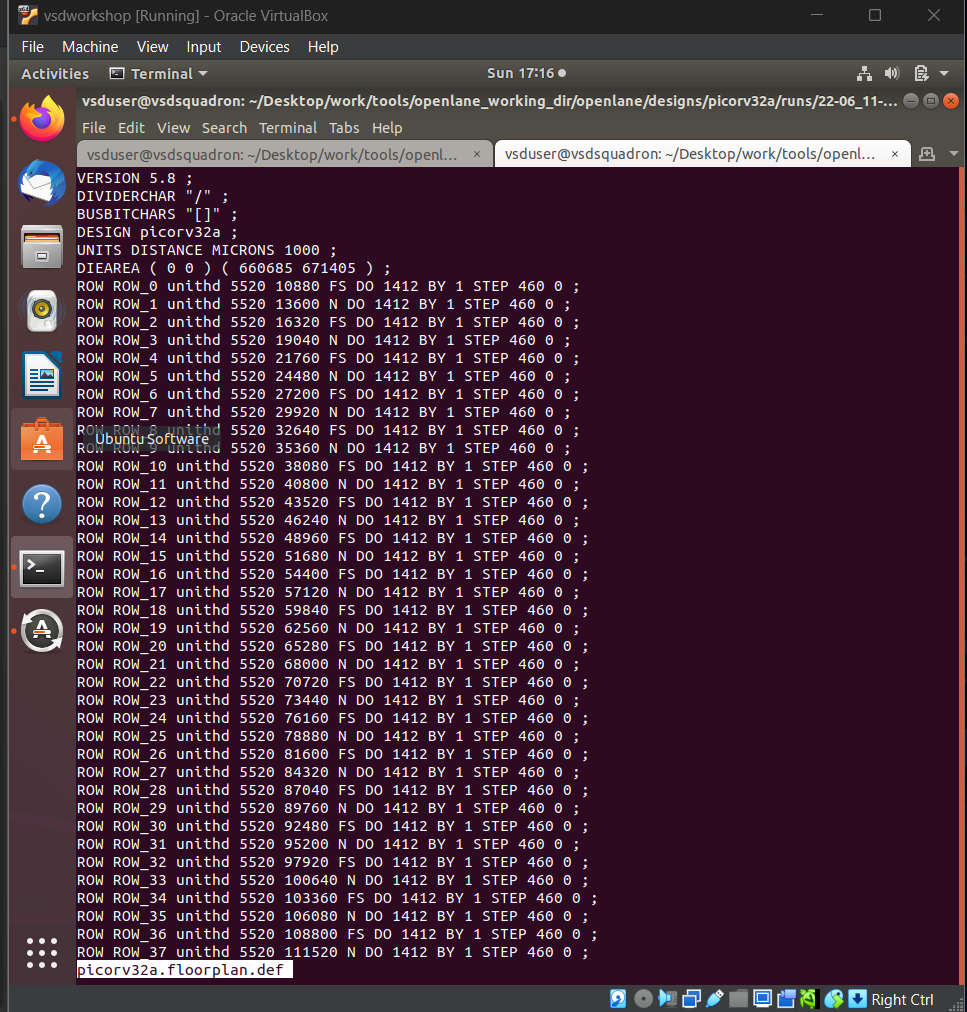 vsdworkshop [Running] - Oracle VirtualBox
File Machine View Input Devices Help
Activities Terminal Sun 17:16
vsduser@vsdsquadron: ~/Desktop/work/tools/openlane_working_dir/openlane/designs/picorv32a/runs/22-06_11-...
File Edit View Search Terminal Tabs Help
vsduser@vsdsquadron: ~/Desktop/work/tools/openl... × vsduser@vsdsquadron: ~/Desktop/work/tools/openl... ×
VERSION 5.8 ;
DIVIDERCHAR "/" ;
BUSBITCHARS "[]" ;
DESIGN picorv32a ;
UNITS DISTANCE MICRONS 1000 ;
DIEAREA ( 0 0 ) ( 660685 671405 ) ;
ROW ROW_0 unithd 5520 10880 FS DO 1412 BY 1 STEP 460 0 ;
ROW ROW_1 unithd 5520 13600 N DO 1412 BY 1 STEP 460 0 ;
ROW ROW_2 unithd 5520 16320 FS DO 1412 BY 1 STEP 460 0 ;
ROW ROW_3 unithd 5520 19040 N DO 1412 BY 1 STEP 460 0 ;
ROW ROW_4 unithd 5520 21760 FS DO 1412 BY 1 STEP 460 0 ;
ROW ROW_5 unithd 5520 24480 N DO 1412 BY 1 STEP 460 0 ;
ROW ROW_6 unithd 5520 27200 FS DO 1412 BY 1 STEP 460 0 ;
ROW ROW_7 unithd 5520 29920 N DO 1412 BY 1 STEP 460 0 ;
ROW ROW_8 unithd 5520 32640 FS DO 1412 BY 1 STEP 460 0 ;
Ubuntu Software
ROW ROW_9 unithd 5520 35360 N DO 1412 BY 1 STEP 460 0 ;
ROW ROW_10 unithd 5520 38080 FS DO 1412 BY 1 STEP 460 0 ;
ROW ROW_11 unithd 5520 40800 N DO 1412 BY 1 STEP 460 0 ;
ROW ROW_12 unithd 5520 43520 FS DO 1412 BY 1 STEP 460 0 ;
ROW ROW_13 unithd 5520 46240 N DO 1412 BY 1 STEP 460 0 ;
ROW ROW_14 unithd 5520 48960 FS DO 1412 BY 1 STEP 460 0 ;
ROW ROW_15 unithd 5520 51680 N DO 1412 BY 1 STEP 460 0 ;
ROW ROW_16 unithd 5520 54400 FS DO 1412 BY 1 STEP 460 0 ;
ROW ROW_17 unithd 5520 57120 N DO 1412 BY 1 STEP 460 0 ;
ROW ROW_18 unithd 5520 59840 FS DO 1412 BY 1 STEP 460 0 ;
ROW ROW_19 unithd 5520 62560 N DO 1412 BY 1 STEP 460 0 ;
ROW ROW_20 unithd 5520 65280 FS DO 1412 BY 1 STEP 460 0 ;
ROW ROW_21 unithd 5520 68000 N DO 1412 BY 1 STEP 460 0 ;
ROW ROW_22 unithd 5520 70720 FS DO 1412 BY 1 STEP 460 0 ;
ROW ROW_23 unithd 5520 73440 N DO 1412 BY 1 STEP 460 0 ;
ROW ROW_24 unithd 5520 76160 FS DO 1412 BY 1 STEP 460 0 ;
ROW ROW_25 unithd 5520 78880 N DO 1412 BY 1 STEP 460 0 ;
ROW ROW_26 unithd 5520 81600 FS DO 1412 BY 1 STEP 460 0 ;
ROW ROW_27 unithd 5520 84320 N DO 1412 BY 1 STEP 460 0 ;
ROW ROW_28 unithd 5520 87040 FS DO 1412 BY 1 STEP 460 0 ;
ROW ROW_29 unithd 5520 89760 N DO 1412 BY 1 STEP 460 0 ;
ROW ROW_30 unithd 5520 92480 FS DO 1412 BY 1 STEP 460 0 ;
ROW ROW_31 unithd 5520 95200 N DO 1412 BY 1 STEP 460 0 ;
ROW ROW_32 unithd 5520 97920 FS DO 1412 BY 1 STEP 460 0 ;
ROW ROW_33 unithd 5520 100640 N DO 1412 BY 1 STEP 460 0 ;
ROW ROW_34 unithd 5520 103360 FS DO 1412 BY 1 STEP 460 0 ;
ROW ROW_35 unithd 5520 106080 N DO 1412 BY 1 STEP 460 0 ;
ROW ROW_36 unithd 5520 108800 FS DO 1412 BY 1 STEP 460 0 ;
ROW ROW_37 unithd 5520 111520 N DO 1412 BY 1 STEP 460 0 ;
picorv32a.floorplan.def
Right Ctrl